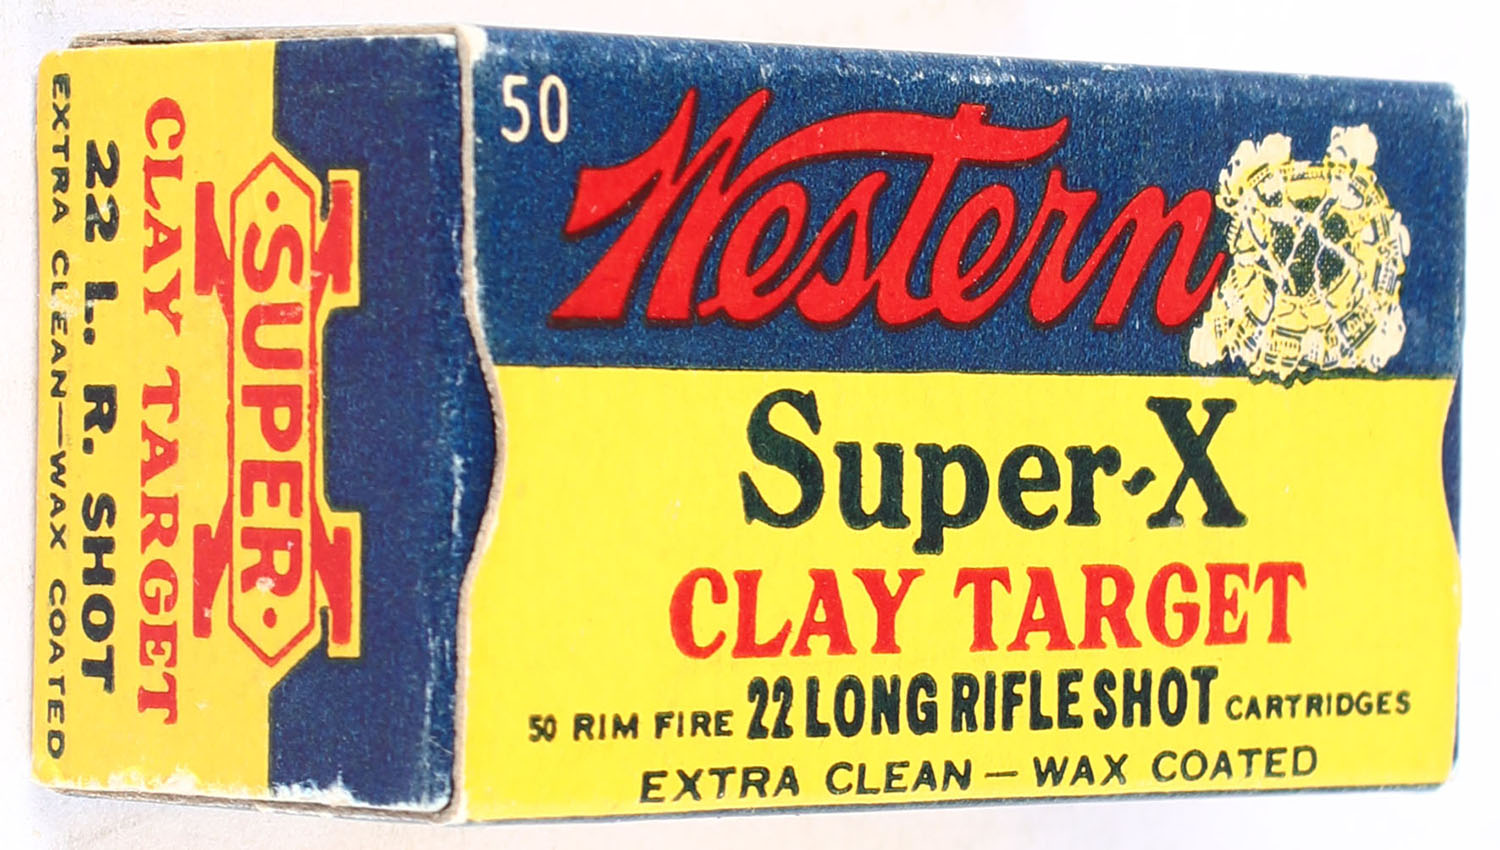 50
Western
Super-X
CLAY TARGET
50 RIM FIRE 22 LONG RIFLE SHOT CARTRIDGES
EXTRA CLEAN — WAX COATED
·SUPER·
X
CLAY TARGET
22 L. R. SHOT
EXTRA CLEAN—WAX COATED